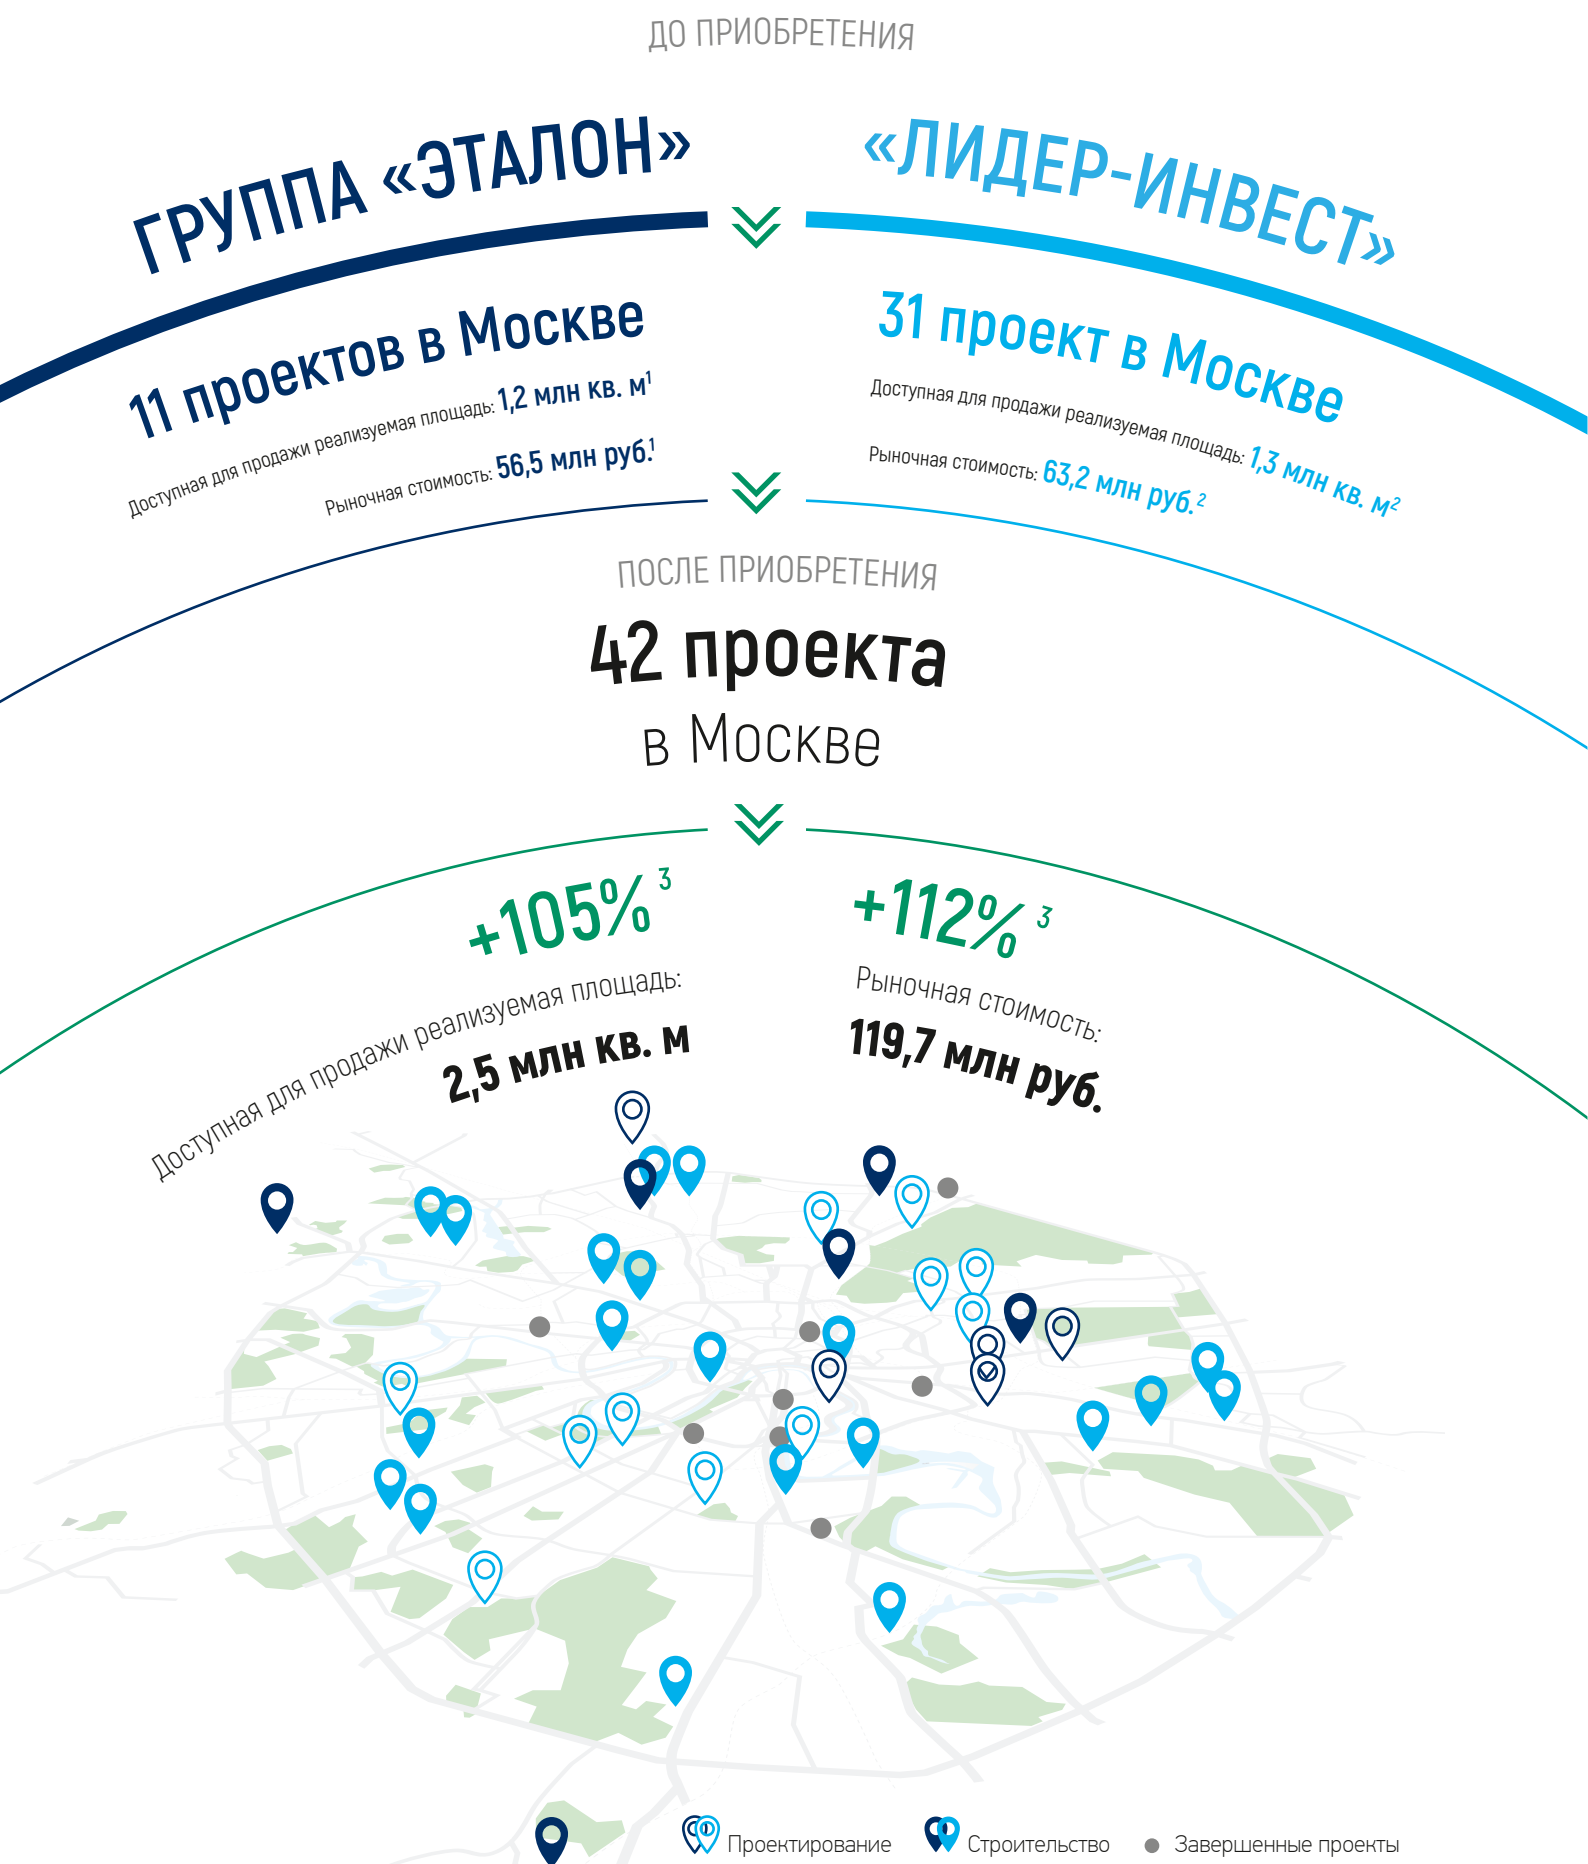 ДО ПРИОБРЕТЕНИЯ
ГРУППА «ЭТАЛОН»
11 проектов в Москве
Доступная для продажи реализуемая площадь: 1,2 млн кв. м¹
Рыночная стоимость: 56,5 млн руб.¹
«ЛИДЕР-ИНВЕСТ»
31 проект в Москве
Доступная для продажи реализуемая площадь: 1,3 млн кв. м²
Рыночная стоимость: 63,2 млн руб.²
ПОСЛЕ ПРИОБРЕТЕНИЯ
42 проекта
в Москве
+105% ³
Доступная для продажи реализуемая площадь:
2,5 млн кв. м
+112% ³
Рыночная стоимость:
119,7 млн руб.
Проектирование
Строительство
Завершенные проекты